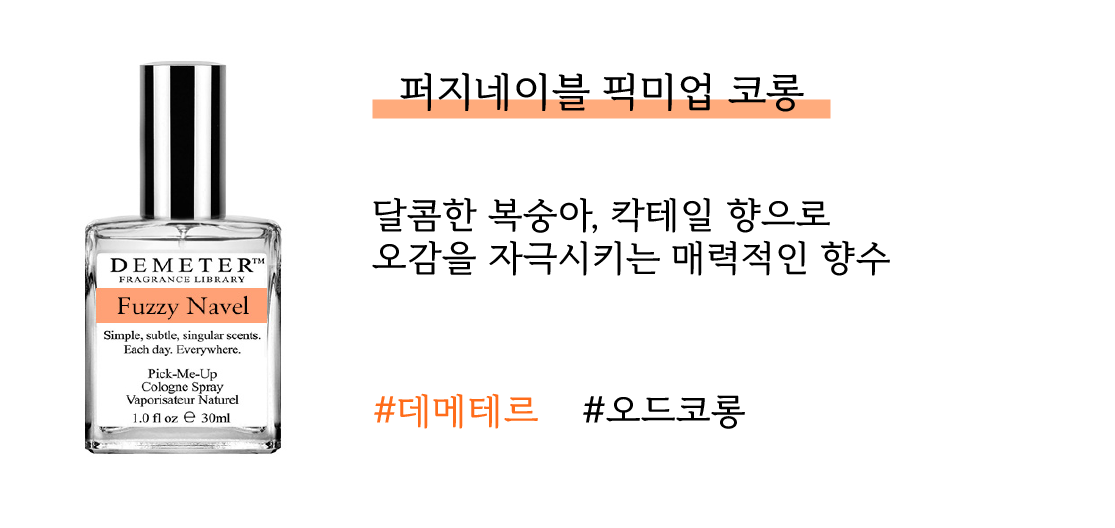 퍼지네이블 픽미업 코롱
달콤한 복숭아, 칵테일 향으로
오감을 자극시키는 매력적인 향수
#데메테르 #오드코롱
DEMETER™
FRAGRANCE LIBRARY
Fuzzy Navel
Simple, subtle, singular scents.
Each day. Everywhere.
Pick-Me-Up
Cologne Spray
Vaporisateur Naturel
1.0 fl oz ℮ 30ml